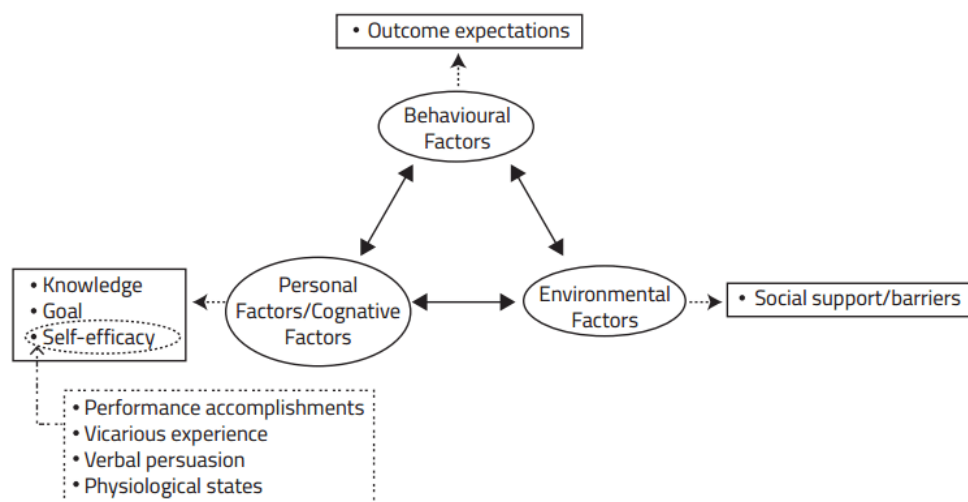 • Outcome expectations
Behavioural
Factors
• Knowledge
• Goal
• Self-efficacy
Personal
Factors/Cognative
Factors
Environmental
Factors
• Social support/barriers
• Performance accomplishments
• Vicarious experience
• Verbal persuasion
• Physiological states